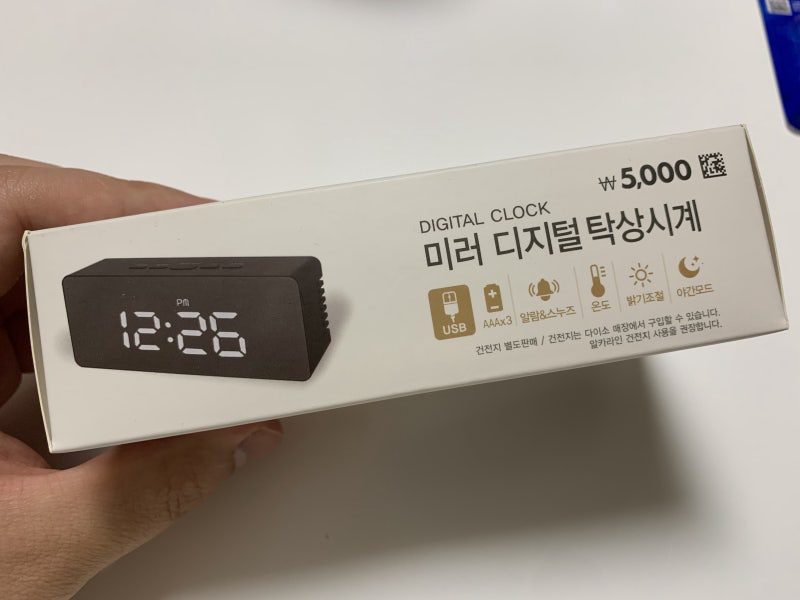 ₩5,000
DIGITAL CLOCK
미러 디지털 탁상시계
USB
AAAx3
알람&스누즈
온도
밝기조절
야간모드
건전지 별도판매 / 건전지는 다이소 매장에서 구입할 수 있습니다.
알카라인 건전지 사용을 권장합니다.
PM
12:26